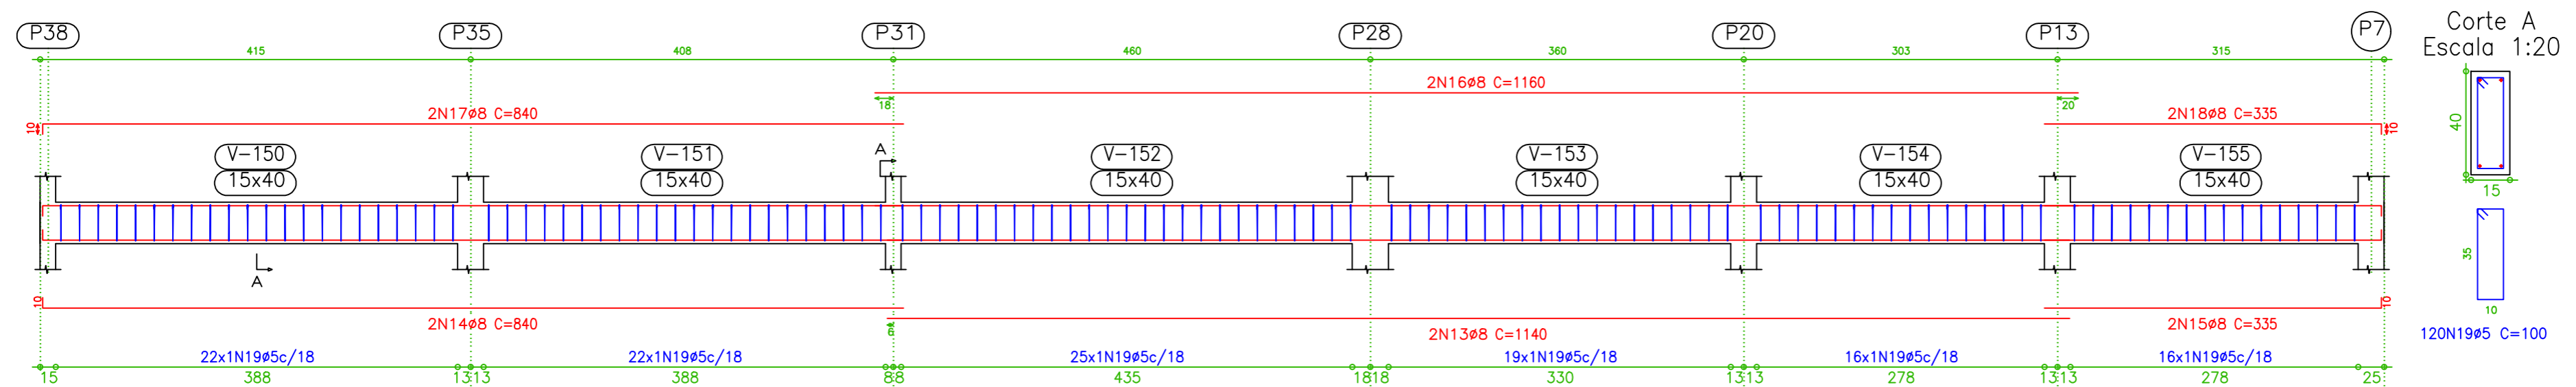 P38 P35 P31 P28 P20 P13 P7
415 408 460 360 303 315
2N16ø8 C=1160
18 20
10 2N17ø8 C=840 2N18ø8 C=335 10
A
V-150 V-151 V-152 V-153 V-154 V-155
15x40 15x40 15x40 15x40 15x40 15x40
A
10 10
2N14ø8 C=840 2N13ø8 C=1140 2N15ø8 C=335
22x1N19ø5c/18 22x1N19ø5c/18 25x1N19ø5c/18 19x1N19ø5c/18 16x1N19ø5c/18 16x1N19ø5c/18
15 388 13 13 388 8 8 435 18 18 330 13 13 278 13 13 278 25
Corte A
Escala 1:20
40
15
35
10
120N19ø5 C=100